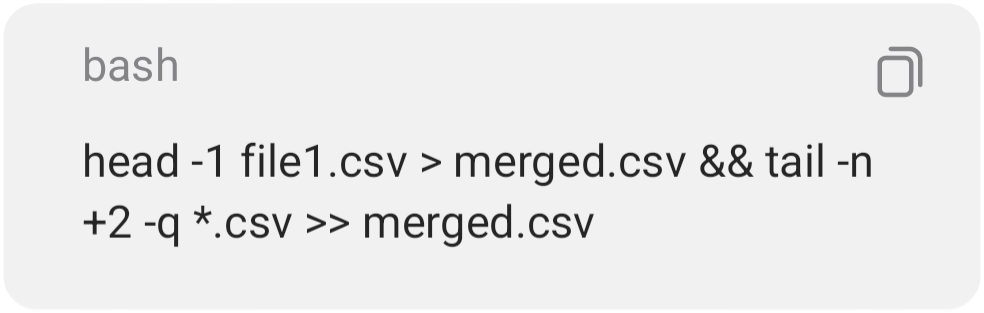 bash
head -1 file1.csv > merged.csv && tail -n
+2 -q *.csv >> merged.csv